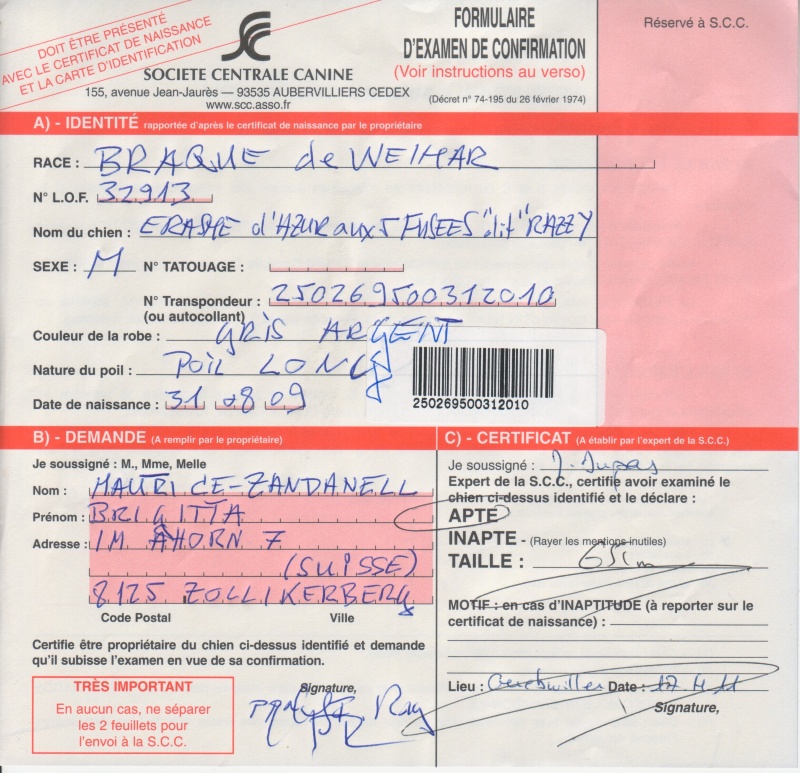 DOIT ÊTRE PRÉSENTÉ
AVEC LE CERTIFICAT DE NAISSANCE
ET LA CARTE D'IDENTIFICATION
SOCIETE CENTRALE CANINE
155, avenue Jean-Jaurès — 93535 AUBERVILLIERS CEDEX
www.scc.asso.fr
FORMULAIRE
D'EXAMEN DE CONFIRMATION
(Voir instructions au verso)
(Décret n° 74-195 du 26 février 1974)
Réservé à S.C.C.
A) - IDENTITÉ rapportée d'après le certificat de naissance par le propriétaire
RACE : BRAQUE de WEIMAR
N° L.O.F. 32913
Nom du chien : d'AZUR aux 5 FUSEES "dit" RAZZY
SEXE : M N° TATOUAGE :
N° Transpondeur : 250269500312010
(ou autocollant)
Couleur de la robe : GRIS ARGENT
Nature du poil : POIL LONG
250269500312010
Date de naissance : 31 08 09
B) - DEMANDE (A remplir par le propriétaire)
Je soussigné : M., Mme, Melle
Nom : MAURICE-ZANDANELL
Prénom : BRIGITTA
Adresse : IM AHORN 7
(SUISSE)
8125 ZOLLIKERBERG
Code Postal Ville
Certifie être propriétaire du chien ci-dessus identifié et demande
qu'il subisse l'examen en vue de sa confirmation.
TRÈS IMPORTANT
En aucun cas, ne séparer
les 2 feuillets pour
l'envoi à la S.C.C.
Signature,
C) - CERTIFICAT (A établir par l'expert de la S.C.C.)
Je soussigné : J. Dupas
Expert de la S.C.C., certifie avoir examiné le
chien ci-dessus identifié et le déclare :
APTE
INAPTE - (Rayer les mentions inutiles)
TAILLE : 65cm
MOTIF : en cas d'INAPTITUDE (à reporter sur le
certificat de naissance) :
Lieu : Date : 17.4.11
Signature,